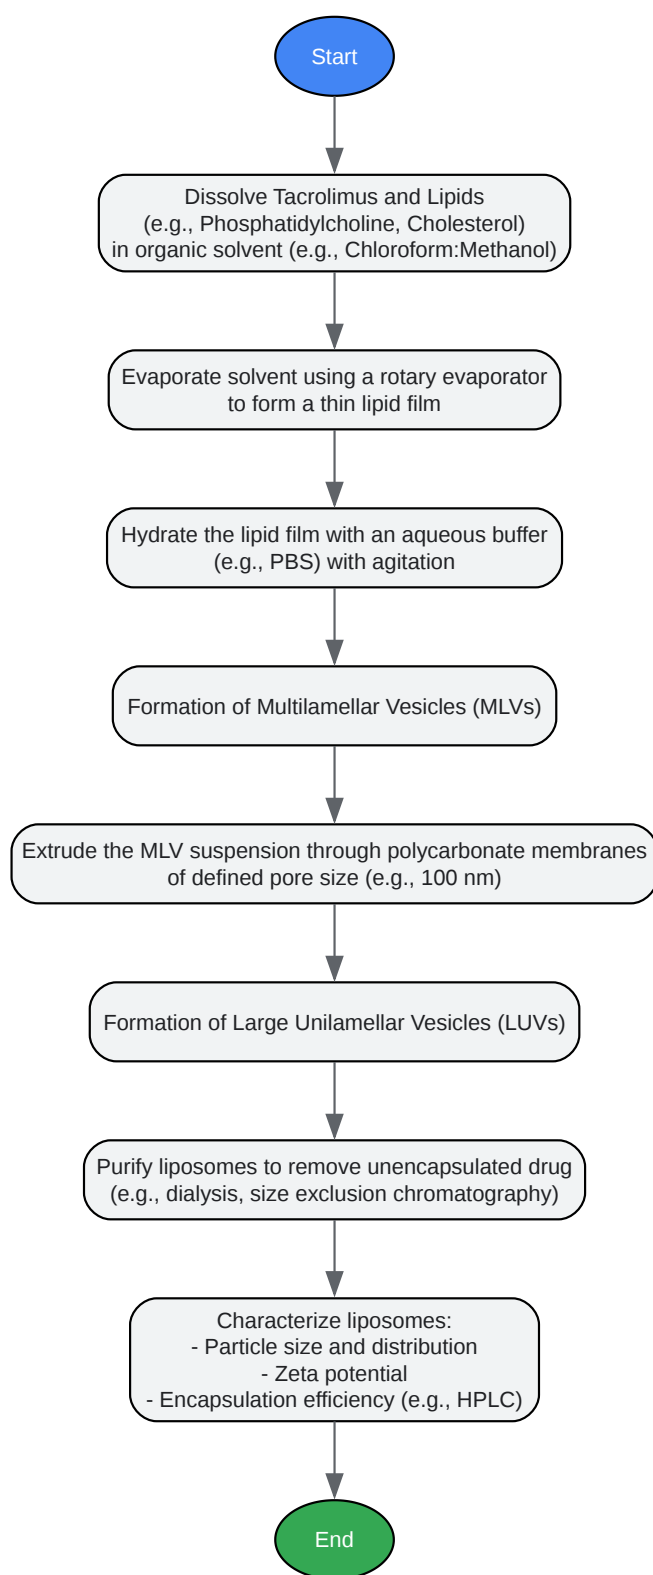 Start
Dissolve Tacrolimus and Lipids
(e.g., Phosphatidylcholine, Cholesterol)
in organic solvent (e.g., Chloroform:Methanol)
Evaporate solvent using a rotary evaporator
to form a thin lipid film
Hydrate the lipid film with an aqueous buffer
(e.g., PBS) with agitation
Formation of Multilamellar Vesicles (MLVs)
Extrude the MLV suspension through polycarbonate membranes
of defined pore size (e.g., 100 nm)
Formation of Large Unilamellar Vesicles (LUVs)
Purify liposomes to remove unencapsulated drug
(e.g., dialysis, size exclusion chromatography)
Characterize liposomes:
- Particle size and distribution
- Zeta potential
- Encapsulation efficiency (e.g., HPLC)
End